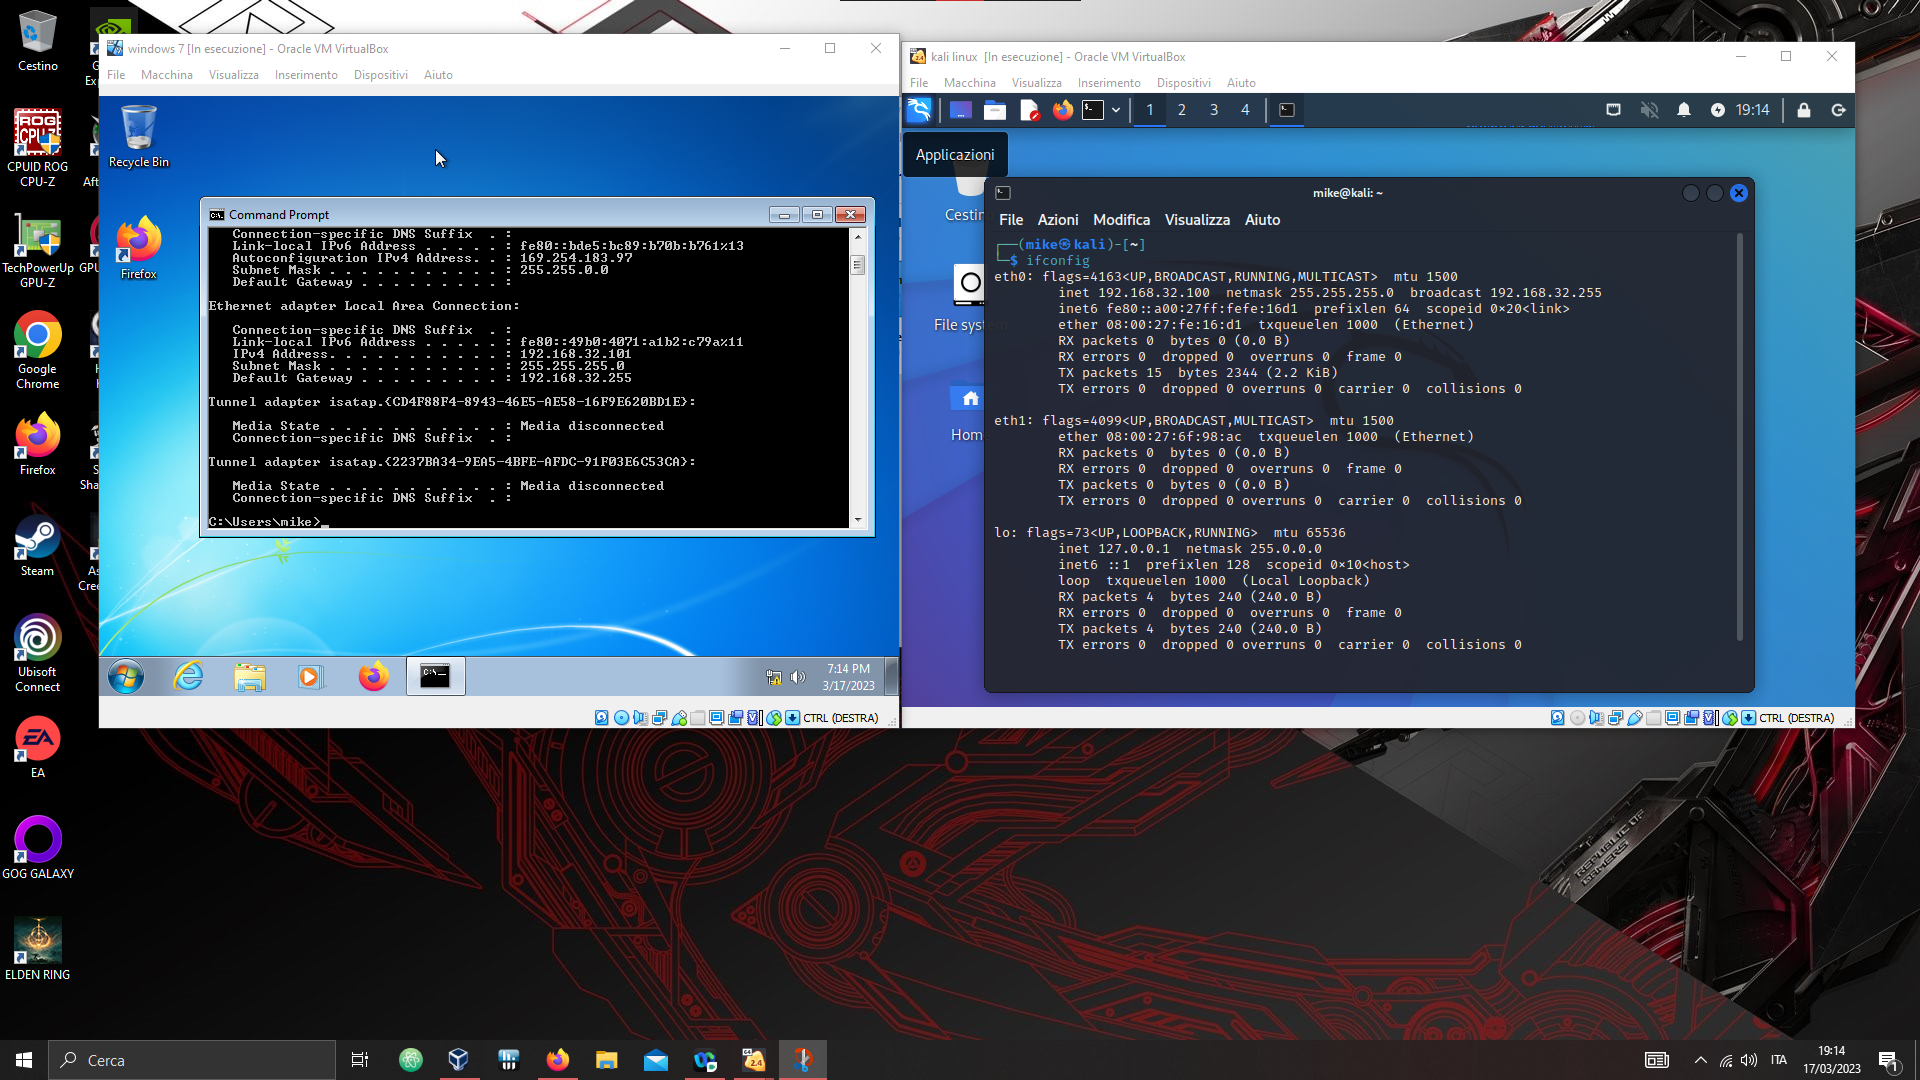 Cestino
CPUID ROG
CPU-Z
TechPowerUp
GPU-Z
Google
Chrome
Firefox
Steam
Ubisoft
Connect
EA
GOG GALAXY
ELDEN RING
windows 7 [In esecuzione] - Oracle VM VirtualBox
File Macchina Visualizza Inserimento Dispositivi Aiuto
Recycle Bin
Firefox
Command Prompt
Connection-specific DNS Suffix . :
Link-local IPv6 Address . . . . . : fe80::bde5:bc89:b70b:b761%13
Autoconfiguration IPv4 Address. . : 169.254.183.97
Subnet Mask . . . . . . . . . . . : 255.255.0.0
Default Gateway . . . . . . . . . :
Ethernet adapter Local Area Connection:
Connection-specific DNS Suffix . :
Link-local IPv6 Address . . . . . : fe80::49b0:4071:a1b2:c79a%11
IPv4 Address. . . . . . . . . . . : 192.168.32.101
Subnet Mask . . . . . . . . . . . : 255.255.255.0
Default Gateway . . . . . . . . . : 192.168.32.255
Tunnel adapter isatap.{CD4F88F4-8943-46E5-AE58-16F9E620BD1E}:
Media State . . . . . . . . . . . : Media disconnected
Connection-specific DNS Suffix . :
Tunnel adapter isatap.{2237BA34-9EA5-4BFE-AFDC-91F03E6C53CA}:
Media State . . . . . . . . . . . : Media disconnected
Connection-specific DNS Suffix . :
C:\Users\mike>_
7:14 PM
3/17/2023
CTRL (DESTRA)
kali linux [In esecuzione] - Oracle VM VirtualBox
File Macchina Visualizza Inserimento Dispositivi Aiuto
1 2 3 4
19:14
Applicazioni
Cestino
File system
Home
mike@kali: ~
File Azioni Modifica Visualizza Aiuto
┌──(mike㉿kali)-[~]
└─$ ifconfig
eth0: flags=4163<UP,BROADCAST,RUNNING,MULTICAST> mtu 1500
inet 192.168.32.100 netmask 255.255.255.0 broadcast 192.168.32.255
inet6 fe80::a00:27ff:fefe:16d1 prefixlen 64 scopeid 0×20<link>
ether 08:00:27:fe:16:d1 txqueuelen 1000 (Ethernet)
RX packets 0 bytes 0 (0.0 B)
RX errors 0 dropped 0 overruns 0 frame 0
TX packets 15 bytes 2344 (2.2 KiB)
TX errors 0 dropped 0 overruns 0 carrier 0 collisions 0
eth1: flags=4099<UP,BROADCAST,MULTICAST> mtu 1500
ether 08:00:27:6f:98:ac txqueuelen 1000 (Ethernet)
RX packets 0 bytes 0 (0.0 B)
RX errors 0 dropped 0 overruns 0 frame 0
TX packets 0 bytes 0 (0.0 B)
TX errors 0 dropped 0 overruns 0 carrier 0 collisions 0
lo: flags=73<UP,LOOPBACK,RUNNING> mtu 65536
inet 127.0.0.1 netmask 255.0.0.0
inet6 ::1 prefixlen 128 scopeid 0×10<host>
loop txqueuelen 1000 (Local Loopback)
RX packets 4 bytes 240 (240.0 B)
RX errors 0 dropped 0 overruns 0 frame 0
TX packets 4 bytes 240 (240.0 B)
TX errors 0 dropped 0 overruns 0 carrier 0 collisions 0
CTRL (DESTRA)
REPUBLIC OF
GAMERS
Cerca
ITA
19:14
17/03/2023
1